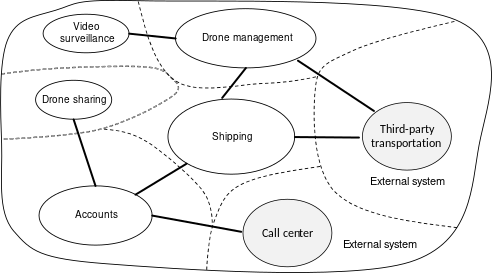 Video
surveillance
Drone management
Drone sharing
Shipping
Third-party
transportation
External system
Accounts
Call center
External system